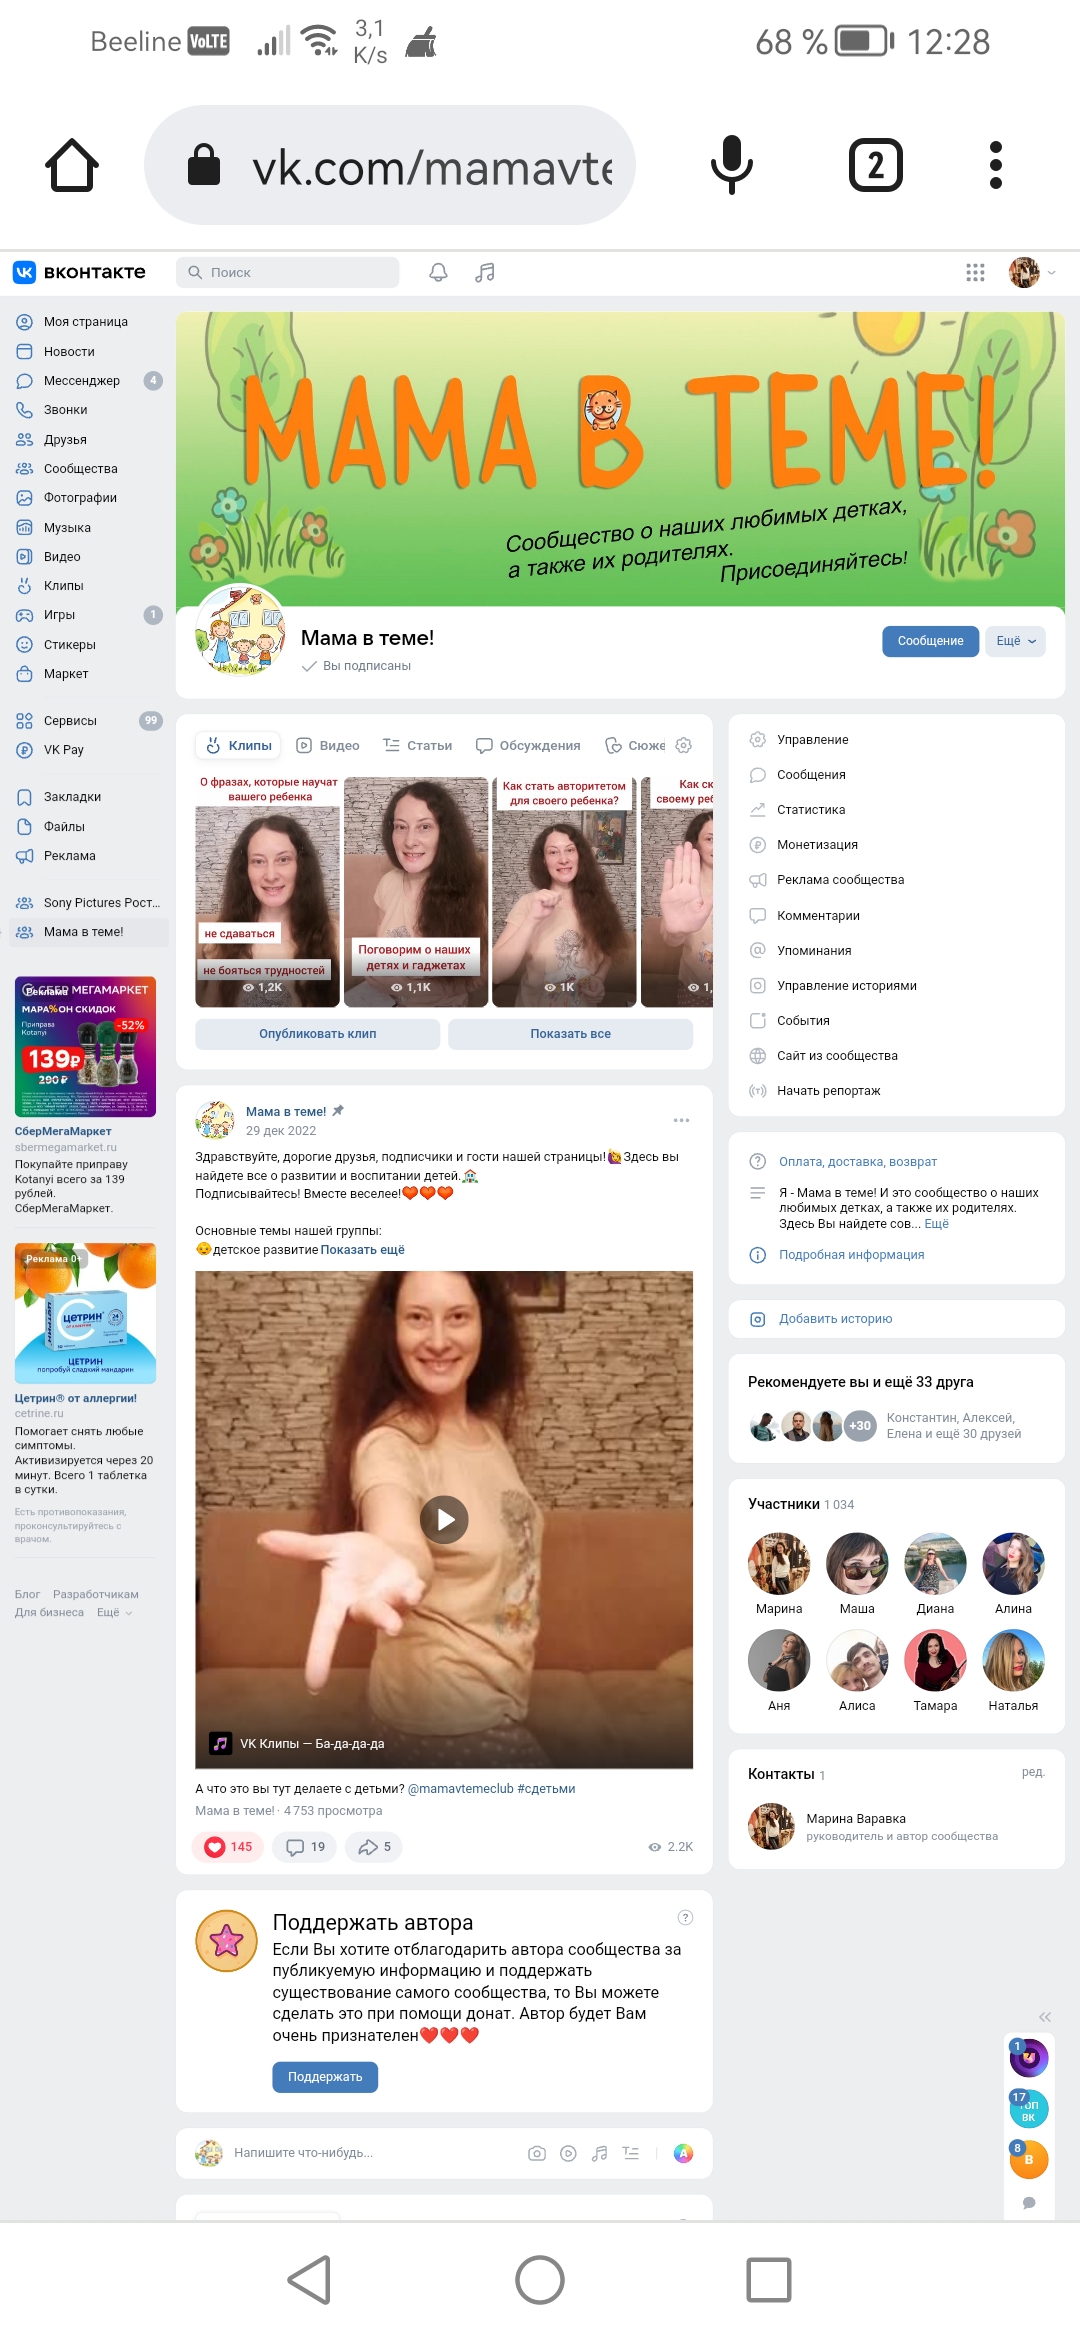 Beeline VoLTE 3,1 K/s 68 % 12:28
vk.com/mamavte
2
вконтакте
Поиск
Моя страница
Новости
Мессенджер 4
Звонки
Друзья
Сообщества
Фотографии
Музыка
Видео
Клипы
Игры 1
Стикеры
Маркет
Сервисы 99
VK Pay
Закладки
Файлы
Реклама
Sony Pictures Рост...
Мама в теме!
СБЕР МЕГАМАРКЕТ
Реклама
МАРА%ОН СКИДОК
Приправа
Kotanyi
-52%
139₽
290 ₽
СберМегаМаркет
sbermegamarket.ru
Покупайте приправу
Kotanyi всего за 139
рублей.
СберМегаМаркет.
Реклама 0+
ЦЕТРИН
ЦЕТРИН
24
ЦЕТРИН
попробуй сладкий мандарин
Цетрин® от аллергии!
cetrine.ru
Помогает снять любые
симптомы.
Активизируется через 20
минут. Всего 1 таблетка
в сутки.
Есть противопоказания,
проконсультируйтесь с
врачом.
Блог Разработчикам
Для бизнеса Ещё
МАМА В ТЕМЕ!
Сообщество о наших любимых детках,
а также их родителях.
Присоединяйтесь!
Мама в теме!
Вы подписаны
Сообщение
Ещё
Клипы Видео Статьи Обсуждения Сюже
О фразах, которые научат
вашего ребенка
не сдаваться
не бояться трудностей
1,2K
Поговорим о наших
детях и гаджетах
1,1K
Как стать авторитетом
для своего ребенка?
1K
Как ск
своему реб
1,
Опубликовать клип
Показать все
Мама в теме!
29 дек 2022
Здравствуйте, дорогие друзья, подписчики и гости нашей страницы!🙋Здесь вы
найдете все о развитии и воспитании детей.🏠
Подписывайтесь! Вместе веселее!❤❤❤
Основные темы нашей группы:
детское развитие Показать ещё
VK Клипы — Ба-да-да-да
А что это вы тут делаете с детьми? @mamavtemeclub #сдетьми
Мама в теме! · 4 753 просмотра
145 19 5 2.2K
Поддержать автора
Если Вы хотите отблагодарить автора сообщества за
публикуемую информацию и поддержать
существование самого сообщества, то Вы можете
сделать это при помощи донат. Автор будет Вам
очень признателен❤❤❤
Поддержать
Напишите что-нибудь...
Управление
Сообщения
Статистика
Монетизация
Реклама сообщества
Комментарии
Упоминания
Управление историями
События
Сайт из сообщества
Начать репортаж
Оплата, доставка, возврат
Я - Мама в теме! И это сообщество о наших
любимых детках, а также их родителях.
Здесь Вы найдете сов... Ещё
Подробная информация
Добавить историю
Рекомендуете вы и ещё 33 друга
+30
Константин, Алексей,
Елена и ещё 30 друзей
Участники 1 034
Марина Маша Диана Алина
Аня Алиса Тамара Наталья
Контакты 1 ред.
Марина Варавка
руководитель и автор сообщества
1
17
ТОП
ВК
8
В